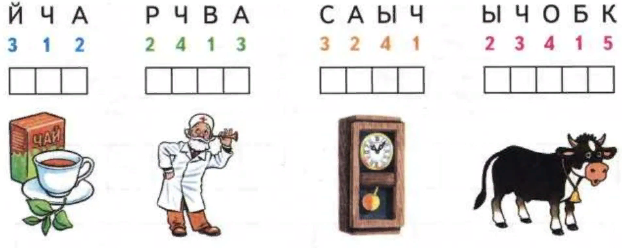 Й Ч А Р Ч В А С А Ы Ч Ы Ч О Б К
3 1 2 2 4 1 3 3 2 4 1 2 3 4 1 5
ЧАЙ